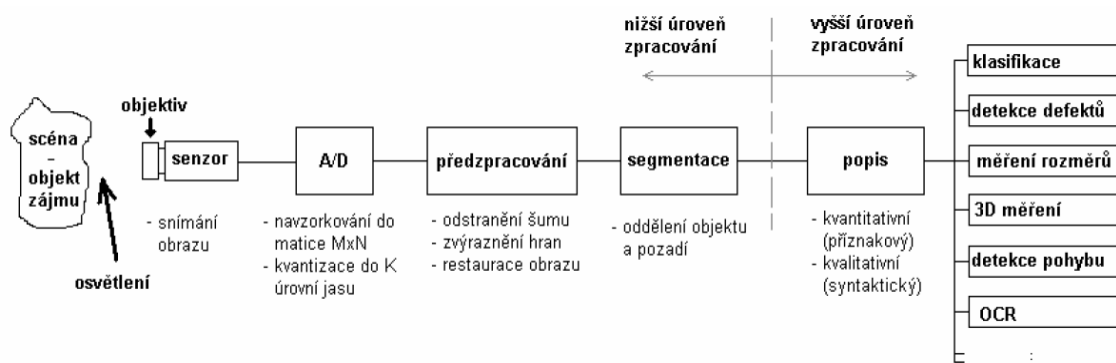 nižší úroveň
zpracování
vyšší úroveň
zpracování
scéna
–
objekt
zájmu
osvětlení
objektiv
senzor
- snímání
obrazu
A/D
- navzorkování do
matice MxN
- kvantizace do K
úrovní jasu
předzpracování
- odstranění šumu
- zvýraznění hran
- restaurace obrazu
segmentace
- oddělení objektu
a pozadí
popis
- kvantitativní
(příznakový)
- kvalitativní
(syntaktický)
klasifikace
detekce defektů
měření rozměrů
3D měření
detekce pohybu
OCR